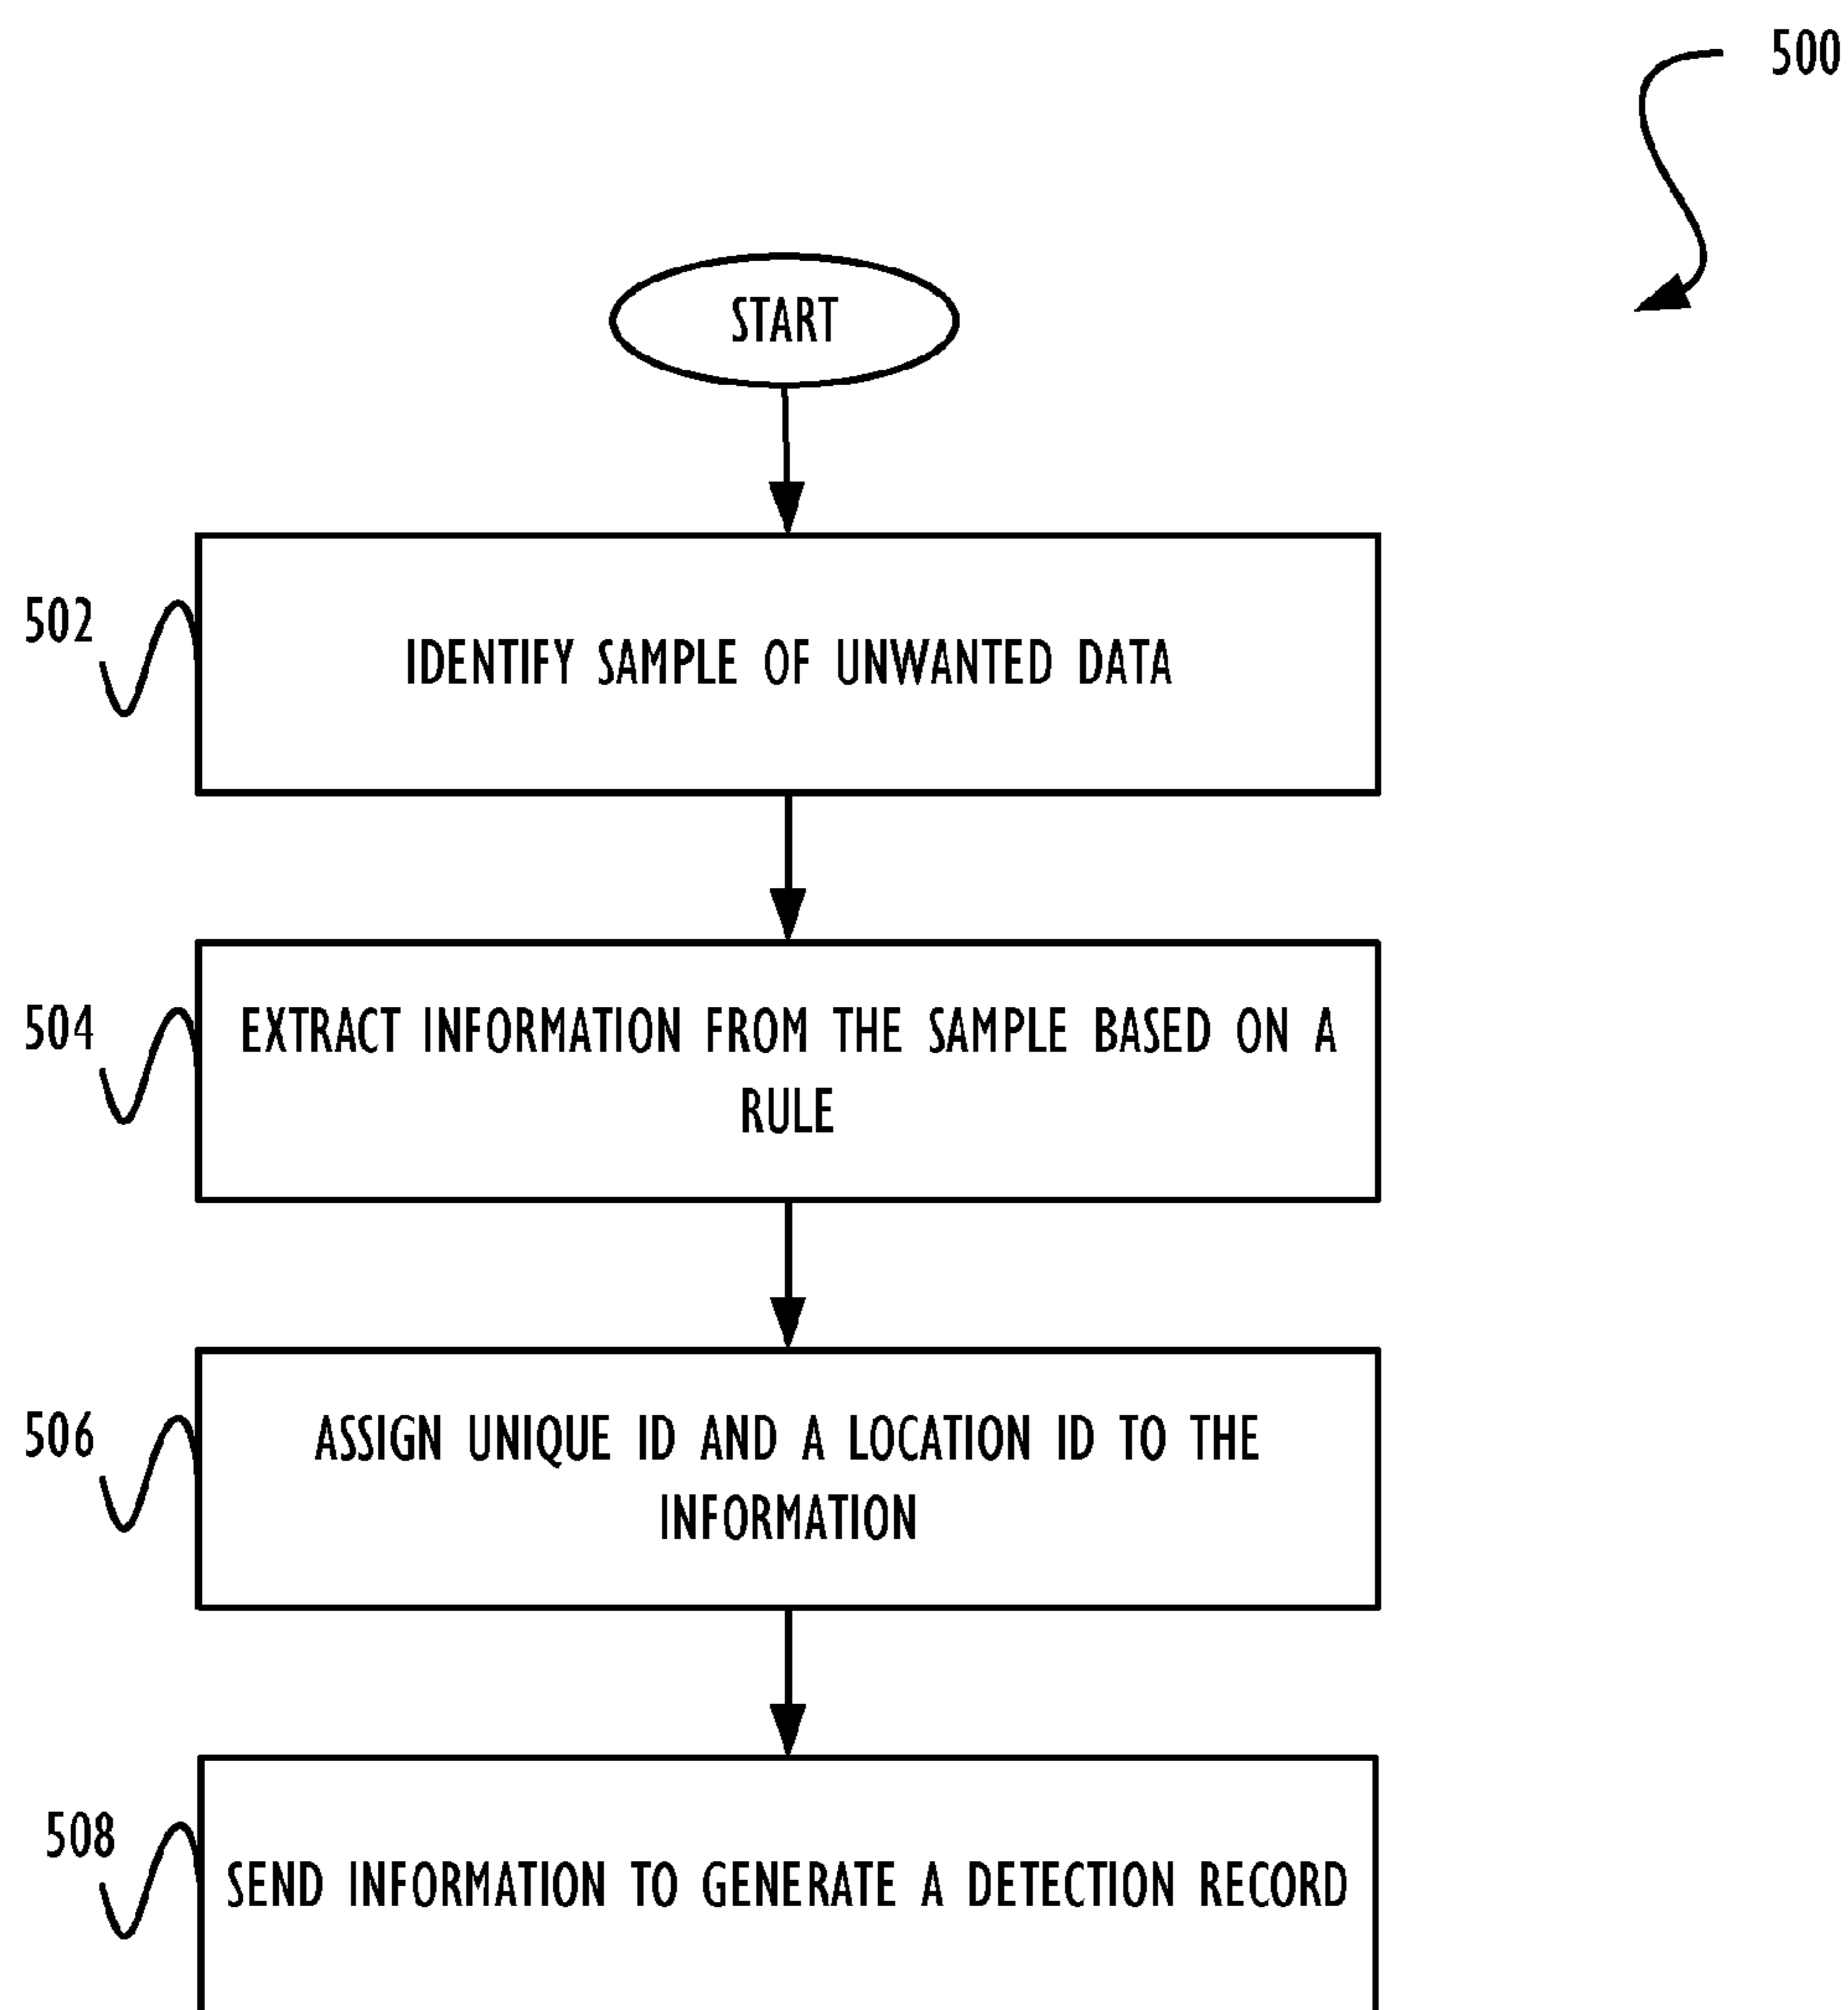 500
START
502
IDENTIFY SAMPLE OF UNWANTED DATA
504
EXTRACT INFORMATION FROM THE SAMPLE BASED ON A
RULE
506
ASSIGN UNIQUE ID AND A LOCATION ID TO THE
INFORMATION
508
SEND INFORMATION TO GENERATE A DETECTION RECORD